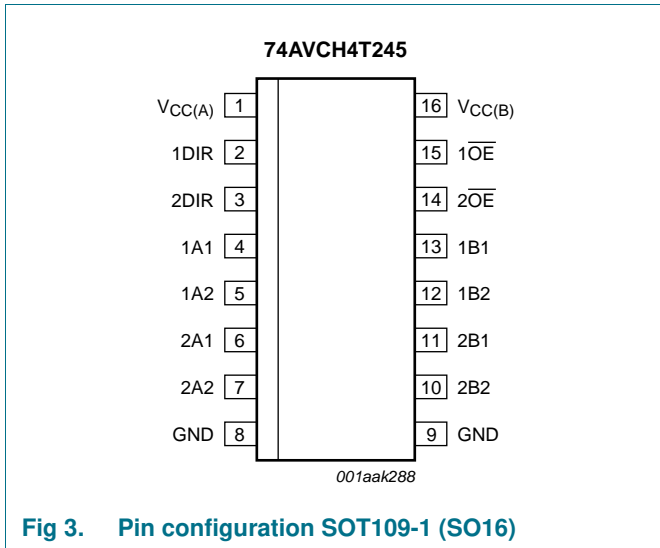 74AVCH4T245
VCC(A) 1 16 VCC(B)
1DIR 2 15 1O̅E̅
2DIR 3 14 2O̅E̅
1A1 4 13 1B1
1A2 5 12 1B2
2A1 6 11 2B1
2A2 7 10 2B2
GND 8 9 GND
001aak288
Fig 3. Pin configuration SOT109-1 (SO16)